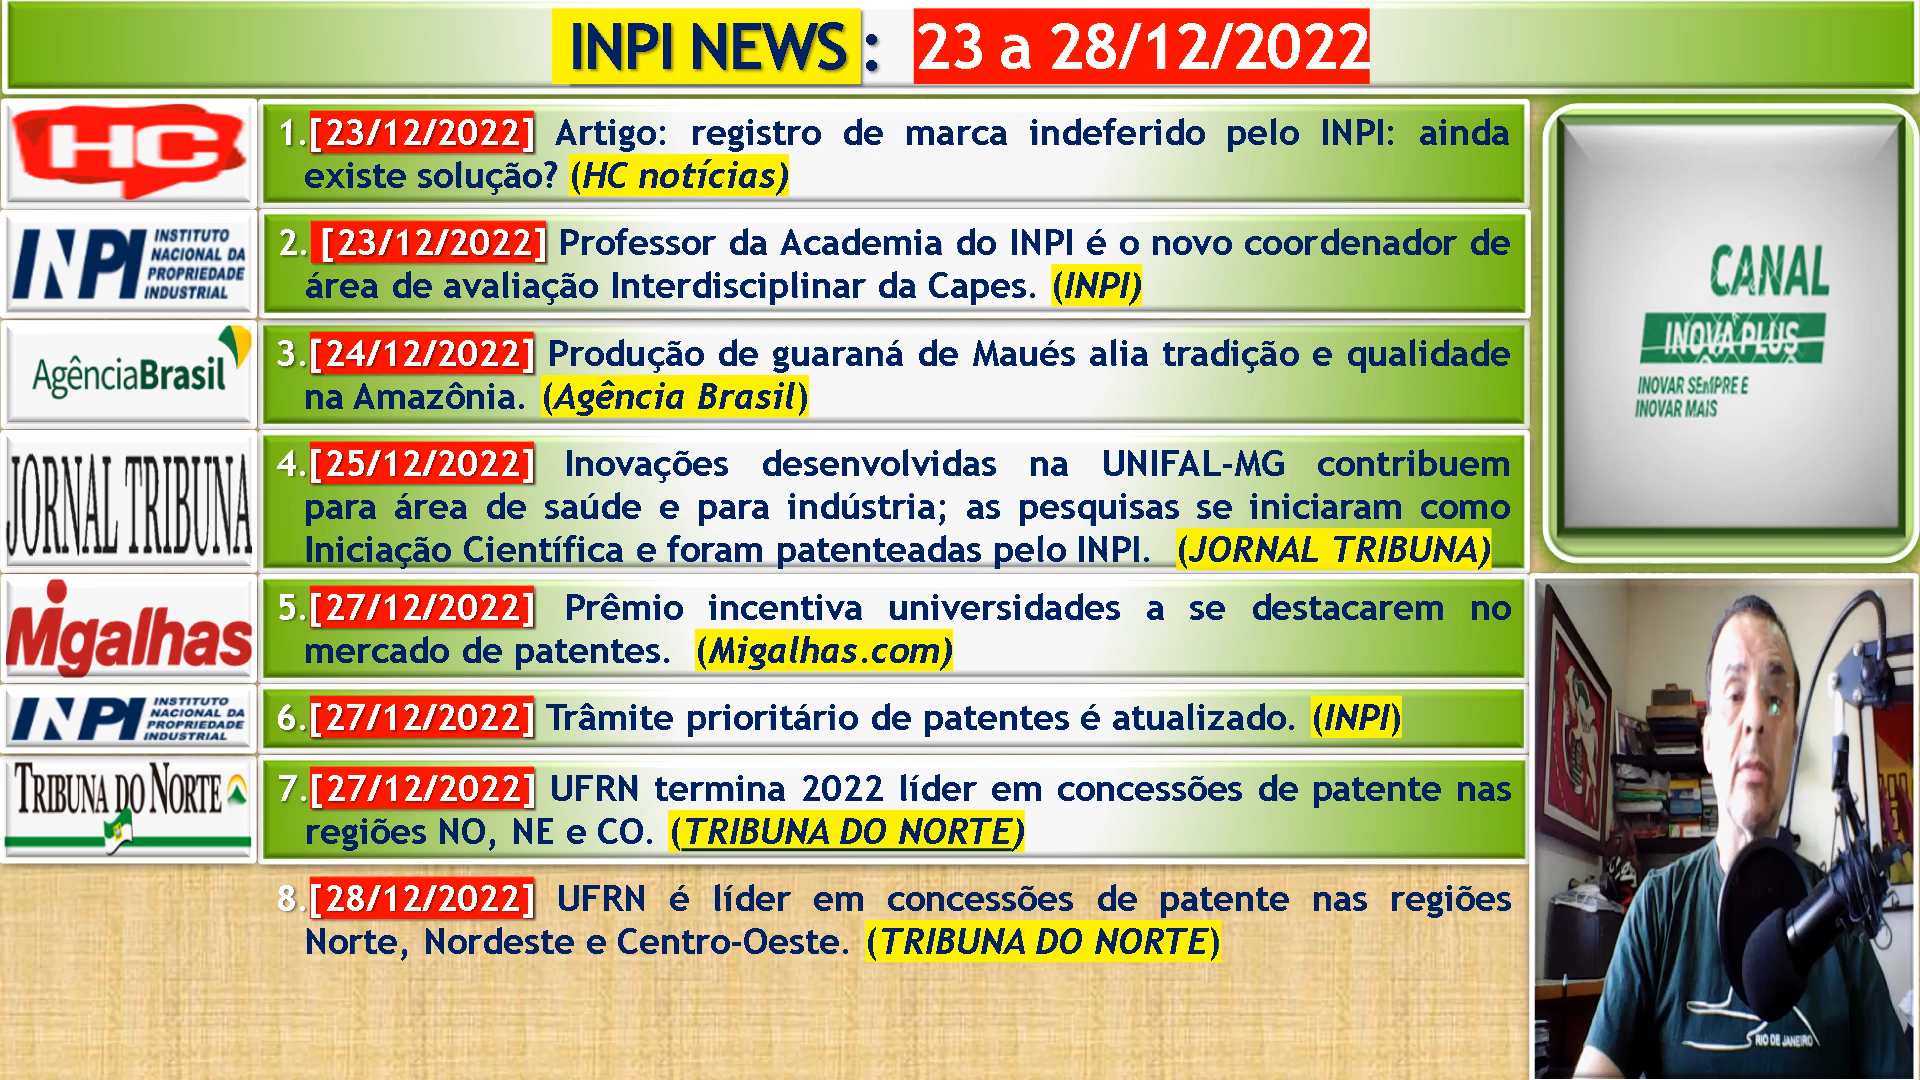 INPI NEWS : 23 a 28/12/2022
HC
1.[23/12/2022] Artigo: registro de marca indeferido pelo INPI: ainda
existe solução? (HC notícias)
INPI INSTITUTO
NACIONAL DA
PROPRIEDADE
INDUSTRIAL
2. [23/12/2022] Professor da Academia do INPI é o novo coordenador de
área de avaliação Interdisciplinar da Capes. (INPI)
AgênciaBrasil
3.[24/12/2022] Produção de guaraná de Maués alia tradição e qualidade
na Amazônia. (Agência Brasil)
JORNAL TRIBUNA
4.[25/12/2022] Inovações desenvolvidas na UNIFAL-MG contribuem
para área de saúde e para indústria; as pesquisas se iniciaram como
Iniciação Científica e foram patenteadas pelo INPI. (JORNAL TRIBUNA)
Migalhas
5.[27/12/2022] Prêmio incentiva universidades a se destacarem no
mercado de patentes. (Migalhas.com)
INPI INSTITUTO
NACIONAL DA
PROPRIEDADE
INDUSTRIAL
6.[27/12/2022] Trâmite prioritário de patentes é atualizado. (INPI)
TRIBUNA DO NORTE
7.[27/12/2022] UFRN termina 2022 líder em concessões de patente nas
regiões NO, NE e CO. (TRIBUNA DO NORTE)
8.[28/12/2022] UFRN é líder em concessões de patente nas regiões
Norte, Nordeste e Centro-Oeste. (TRIBUNA DO NORTE)
CANAL
INOVA PLUS
INOVAR SEMPRE E
INOVAR MAIS
RIO DE JANEIRO